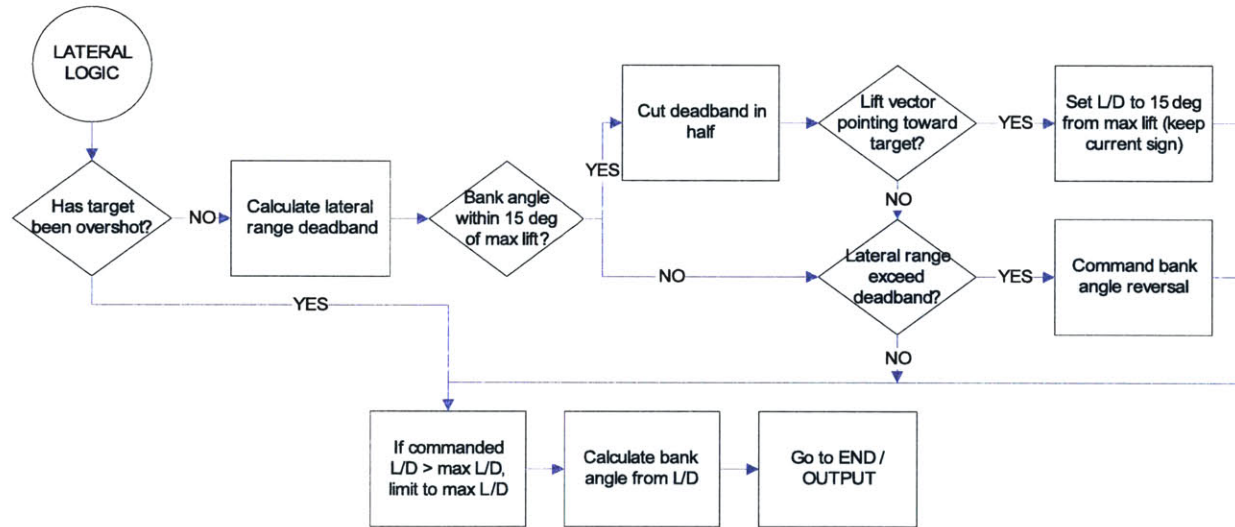 LATERAL
LOGIC
Has target
been overshot?
NO
Calculate lateral
range deadband
Bank angle
within 15 deg
of max lift?
YES
Cut deadband in
half
Lift vector
pointing toward
target?
YES
Set L/D to 15 deg
from max lift (keep
current sign)
NO
NO
Lateral range
exceed
deadband?
YES
Command bank
angle reversal
YES
NO
If commanded
L/D > max L/D,
limit to max L/D
Calculate bank
angle from L/D
Go to END /
OUTPUT